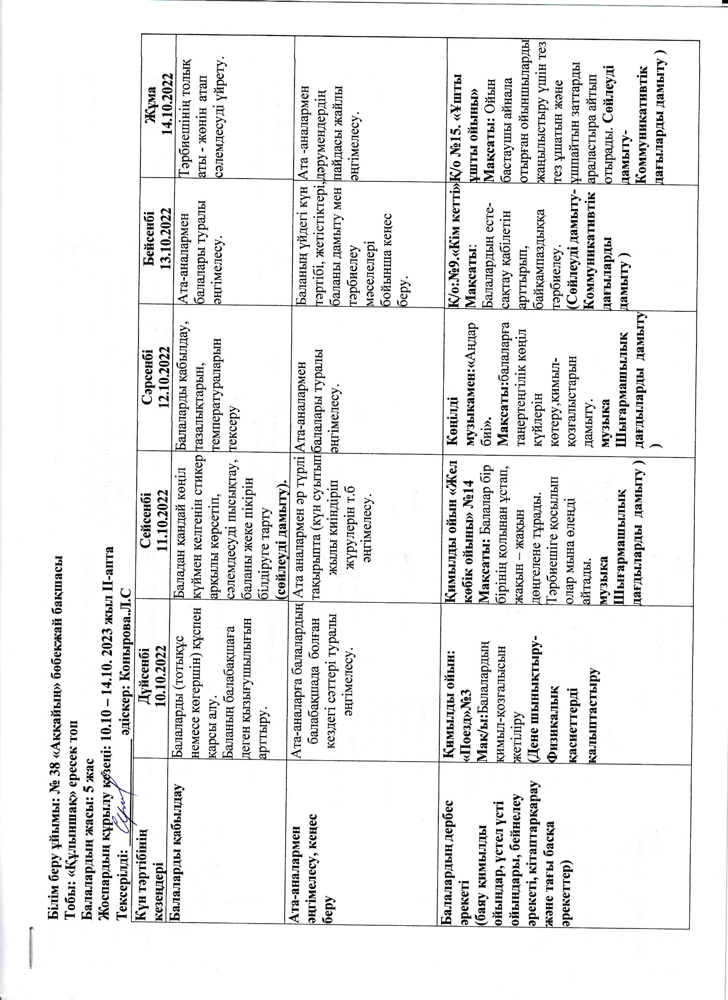 Білім беру ұйымы: № 38 «Аққайың» бөбекжай бақшасы
Тобы: «Құлыншақ» ересек топ
Балалардың жасы: 5 жас
Жоспардың құрылу кезеңі: 10.10 – 14.10. 2023 жыл II-апта
Тексерілді: әдіскер: Конырова.Л.С
Күн тәртібінің
кезеңдері
Дүйсенбі
10.10.2022
Сейсенбі
11.10.2022
Сәрсенбі
12.10.2022
Бейсенбі
13.10.2022
Жұма
14.10.2022
Балаларды қабылдау
Балаларды (тотықұс
немесе көгершін) құспен
қарсы алу.
Баланың балабақшаға
деген қызығушылығын
арттыру.
Баладан қандай көңіл
күймен келгенін стикер
арқылы көрсетіп,
сәлемдесуді пысықтау,
баланы жеке пікірін
білдіруге тарту
(сөйлеуді дамыту).
Балаларды қабылдау,
тазалықтарын,
температураларын
тексеру
Ата-аналармен
балалары туралы
әңгімелесу.
Тәрбиешінің толық
аты - жөнін атап
сәлемдесуді үйрету.
Ата-аналармен
әңгімелесу, кеңес
беру
Ата-аналарға балалардың
балабақшада болған
кездегі сәттері туралы
әңгімелесу.
Ата аналармен әр түрлі
тақырыпта (күн суытып
жылы киіндіріп
жүрулерін т.б
әңгімелесу.
Ата-аналармен
балалары туралы
әңгімелесу.
Баланың үйдегі күн
тәртібі, жетістіктері,
баланы дамыту мен
тәрбиелеу
мәселелері
бойынша кеңес
беру.
Ата -аналармен
дәрумендердің
пайдасы жайлы
әңгімелесу.
Балалардың дербес
әрекеті
(баяу қимылды
ойындар, үстел үсті
ойындары, бейнелеу
әрекеті, кітаптарқарау
және тағы басқа
әрекеттер)
Қимылды ойын:
«Поезд»№3
Мақ/ы:Балалардың
қимыл-қозғалысын
жетіліру
(Дене шынықтыру-
Физикалық
қасиеттерді
қалыптастыру
Қимылды ойын «Жел
көбік ойыны» №14
Мақсаты: Балалар бір
бірінің қолынан ұстап,
жақын – жақын
дөңгелене тұрады.
Тәрбиешіге қосылып
олар мына өлеңді
айтады.
музыка
Шығармашылық
дағдыларды дамыту )
Көңілді
музыкамен:«Аңдар
биі».
Мақсаты:балаларға
таңертеңгілік көңіл
күйлерін
көтеру,қимыл-
қозғалыстарын
дамыту.
музыка
Шығармашылық
дағдыларды дамыту
)
Қ/о:№9.«Кім кетті»
Мақсаты:
Балалардың есте-
сақтау қабілетін
арттырып,
байқампаздыққа
тәрбиелеу.
(Сөйлеуді дамыту-
Коммуникативтік
дағыларды
дамыту )
Қ/о №15. «Ұшты
ұшты ойыны»
Мақсаты: Ойын
бастаушы айнала
отырған ойыншыларды
жаңылыстыру үшін тез
тез ұшатын және
ұшпайтын заттарды
араластыра айтып
отырады. Сөйлеуді
дамыту-
Коммуникативтік
дағыларды дамыту )